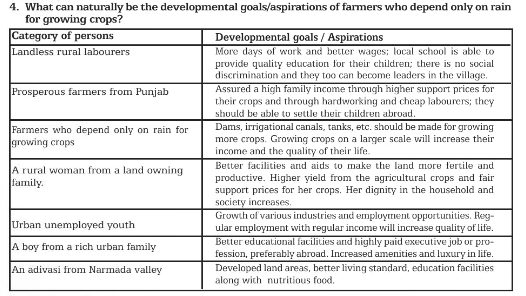 4. What can naturally be the developmental goals/aspirations of farmers who depend only on rain
for growing crops?
Category of persons
Developmental goals / Aspirations
Landless rural labourers
More days of work and better wages; local school is able to
provide quality education for their children; there is no social
discrimination and they too can become leaders in the village.
Prosperous farmers from Punjab
Assured a high family income through higher support prices for
their crops and through hardworking and cheap labourers; they
should be able to settle their children abroad.
Farmers who depend only on rain for
growing crops
Dams, irrigational canals, tanks, etc. should be made for growing
more crops. Growing crops on a larger scale will increase their
income and the quality of their life.
A rural woman from a land owning
family.
Better facilities and aids to make the land more fertile and
productive. Higher yield from the agricultural crops and fair
support prices for her crops. Her dignity in the household and
society increases.
Urban unemployed youth
Growth of various industries and employment opportunities. Reg-
ular employment with regular income will increase quality of life.
A boy from a rich urban family
Better educational facilities and highly paid executive job or pro-
fession, preferably abroad. Increased amenities and luxury in life.
An adivasi from Narmada valley
Developed land areas, better living standard, education facilities
along with nutritious food.